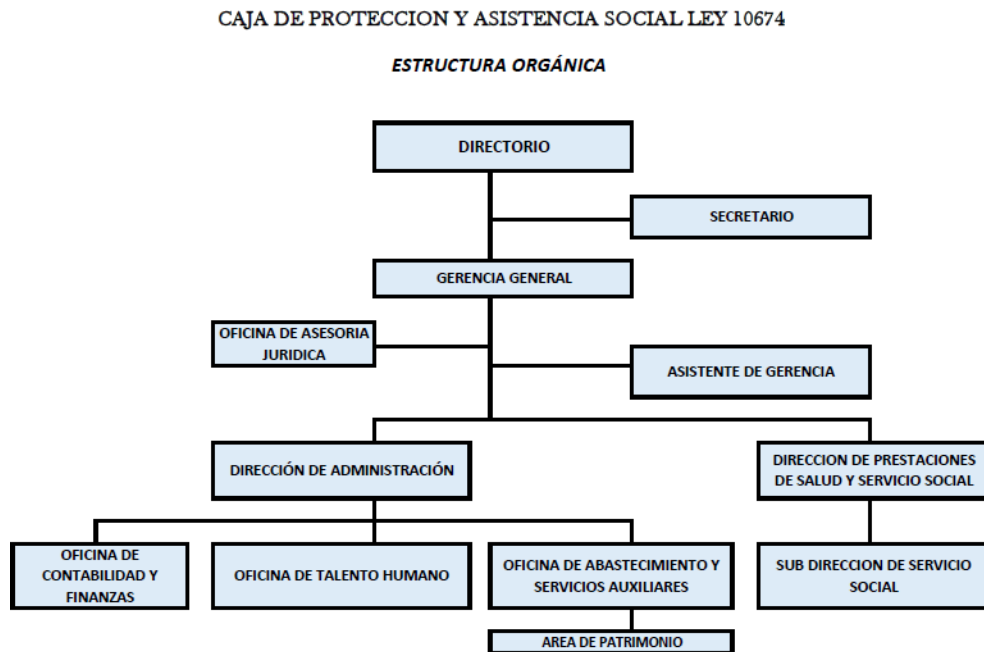 CAJA DE PROTECCION Y ASISTENCIA SOCIAL LEY 10674
ESTRUCTURA ORGÁNICA
DIRECTORIO
SECRETARIO
GERENCIA GENERAL
OFICINA DE ASESORIA
JURIDICA
ASISTENTE DE GERENCIA
DIRECCIÓN DE ADMINISTRACIÓN
DIRECCION DE PRESTACIONES
DE SALUD Y SERVICIO SOCIAL
OFICINA DE
CONTABILIDAD Y
FINANZAS
OFICINA DE TALENTO HUMANO
OFICINA DE ABASTECIMIENTO Y
SERVICIOS AUXILIARES
SUB DIRECCION DE SERVICIO
SOCIAL
AREA DE PATRIMONIO